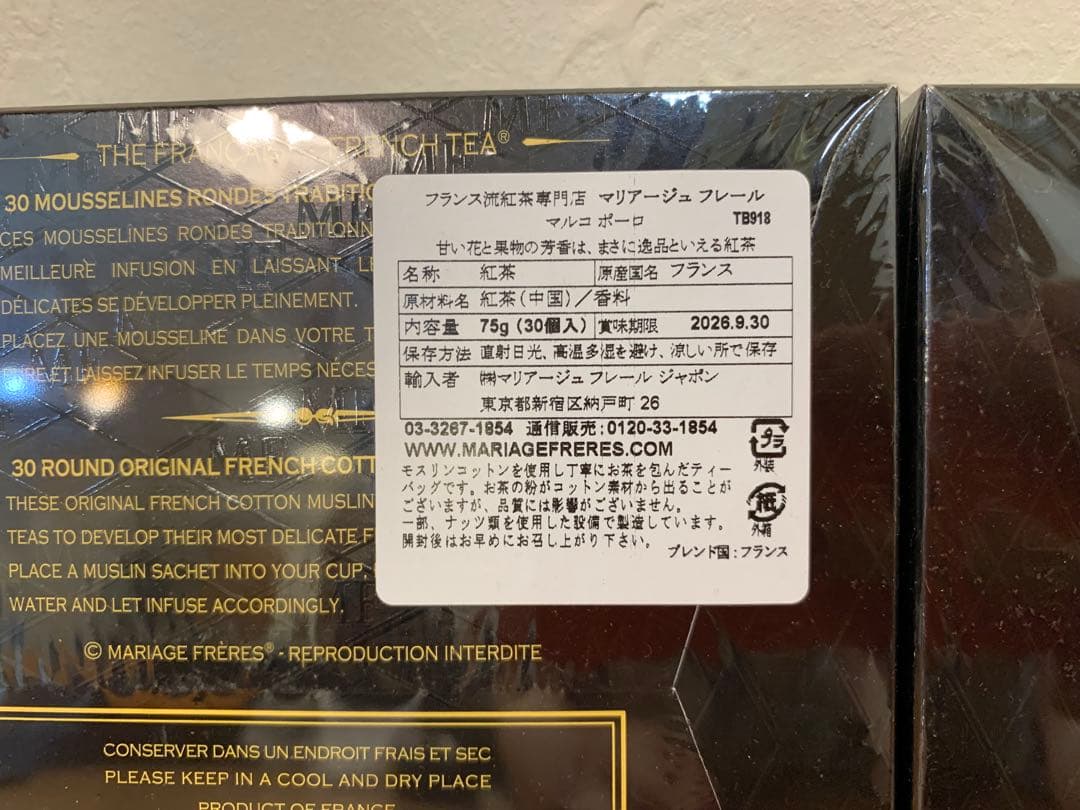 THE FRANÇAIS FRENCH TEA®
30 MOUSSELINES RONDES TRADITIO
CES MOUSSELINES RONDES TRADITIONN
MEILLEURE INFUSION EN LAISSANT LE
DÉLICATES SE DÉVELOPPER PLEINEMENT.
PLACEZ UNE MOUSSELINE DANS VOTRE T
ET LAISSEZ INFUSER LE TEMPS NÉCES
30 ROUND ORIGINAL FRENCH COTT
THESE ORIGINAL FRENCH COTTON MUSLIN
TEAS TO DEVELOP THEIR MOST DELICATE F
PLACE A MUSLIN SACHET INTO YOUR CUP,
WATER AND LET INFUSE ACCORDINGLY.
© MARIAGE FRÈRES® - REPRODUCTION INTERDITE
CONSERVER DANS UN ENDROIT FRAIS ET SEC
PLEASE KEEP IN A COOL AND DRY PLACE
PRODUCT OF FRANCE
フランス流紅茶専門店 マリアージュ フレール
マルコ ポーロ TB918
甘い花と果物の芳香は、まさに逸品といえる紅茶
名称 紅茶 原産国名 フランス
原材料名 紅茶(中国)/香料
内容量 75g(30個入) 賞味期限 2026.9.30
保存方法 直射日光、高温多湿を避け、涼しい所で保存
輸入者 ㈱マリアージュ フレール ジャポン
東京都新宿区納戸町 26
03-3267-1854 通信販売:0120-33-1854
WWW.MARIAGEFRERES.COM
モスリンコットンを使用し丁寧にお茶を包んだティー
バッグです。お茶の粉がコットン素材から出ることが
ございますが、品質には影響がございません。
一部、ナッツ類を使用した設備で製造しています。
開封後はお早めにお召し上がり下さい。
ブレンド国:フランス
プラ
外装
紙
外箱